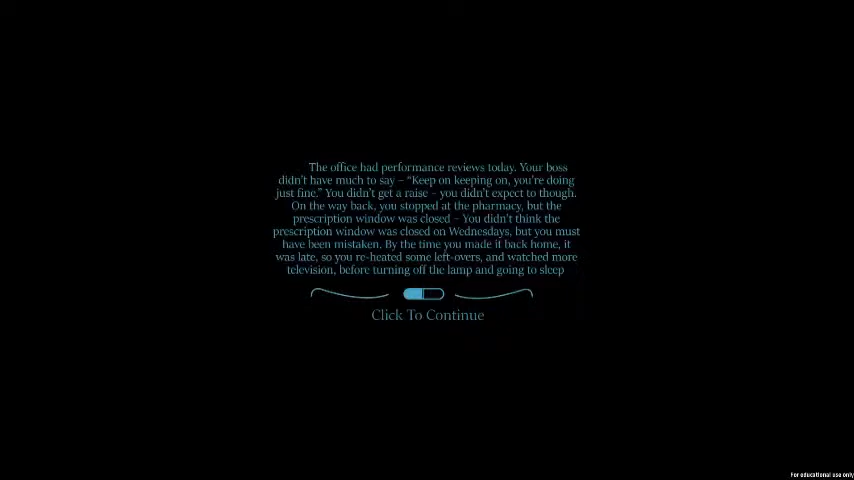 The office had performance reviews today. Your boss
didn't have much to say – “Keep on keeping on, you're doing
just fine.” You didn't get a raise – you didn't expect to though.
On the way back, you stopped at the pharmacy, but the
prescription window was closed – You didn't think the
prescription window was closed on Wednesdays, but you must
have been mistaken. By the time you made it back home, it
was late, so you re-heated some left-overs, and watched more
television, before turning off the lamp and going to sleep
Click To Continue
For educational use only